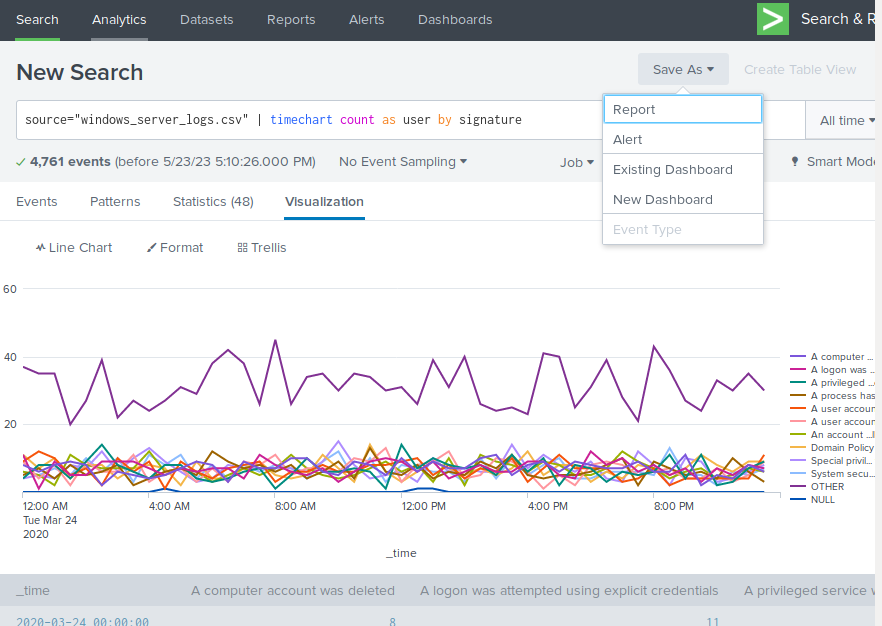 Search Analytics Datasets Reports Alerts Dashboards Search & R
New Search
Save As Create Table View
source="windows_server_logs.csv" | timechart count as user by signature
All time
Report
Alert
Existing Dashboard
New Dashboard
Event Type
4,761 events (before 5/23/23 5:10:26.000 PM) No Event Sampling Job Smart Mode
Events Patterns Statistics (48) Visualization
Line Chart Format Trellis
60
40
20
A computer ...
A logon was ...
A privileged ...
A process has
A user accoun
A user accoun
An account ...
Domain Policy
Special privil...
System secu...
OTHER
NULL
12:00 AM 4:00 AM 8:00 AM 12:00 PM 4:00 PM 8:00 PM
Tue Mar 24
2020
_time
_time A computer account was deleted A logon was attempted using explicit credentials A privileged service w
2020-03-24 00:00:00 8 11